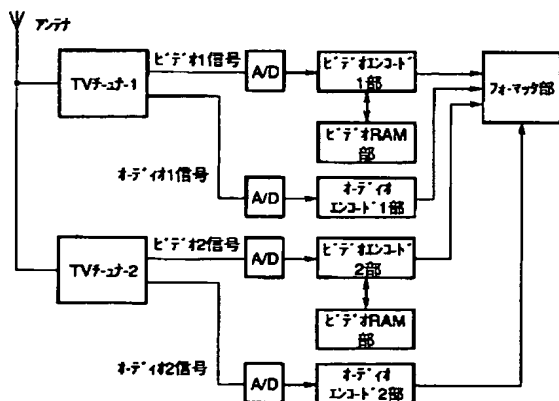 アンテナ
TVチューナ-1
ビデオ1信号
A/D
ビデオエンコード
1部
フォーマッタ部
ビデオRAM
部
オーディオ1信号
A/D
オーディオ
エンコード1部
TVチューナ-2
ビデオ2信号
A/D
ビデオエンコード
2部
ビデオRAM
部
オーディオ2信号
A/D
オーディオ
エンコード2部